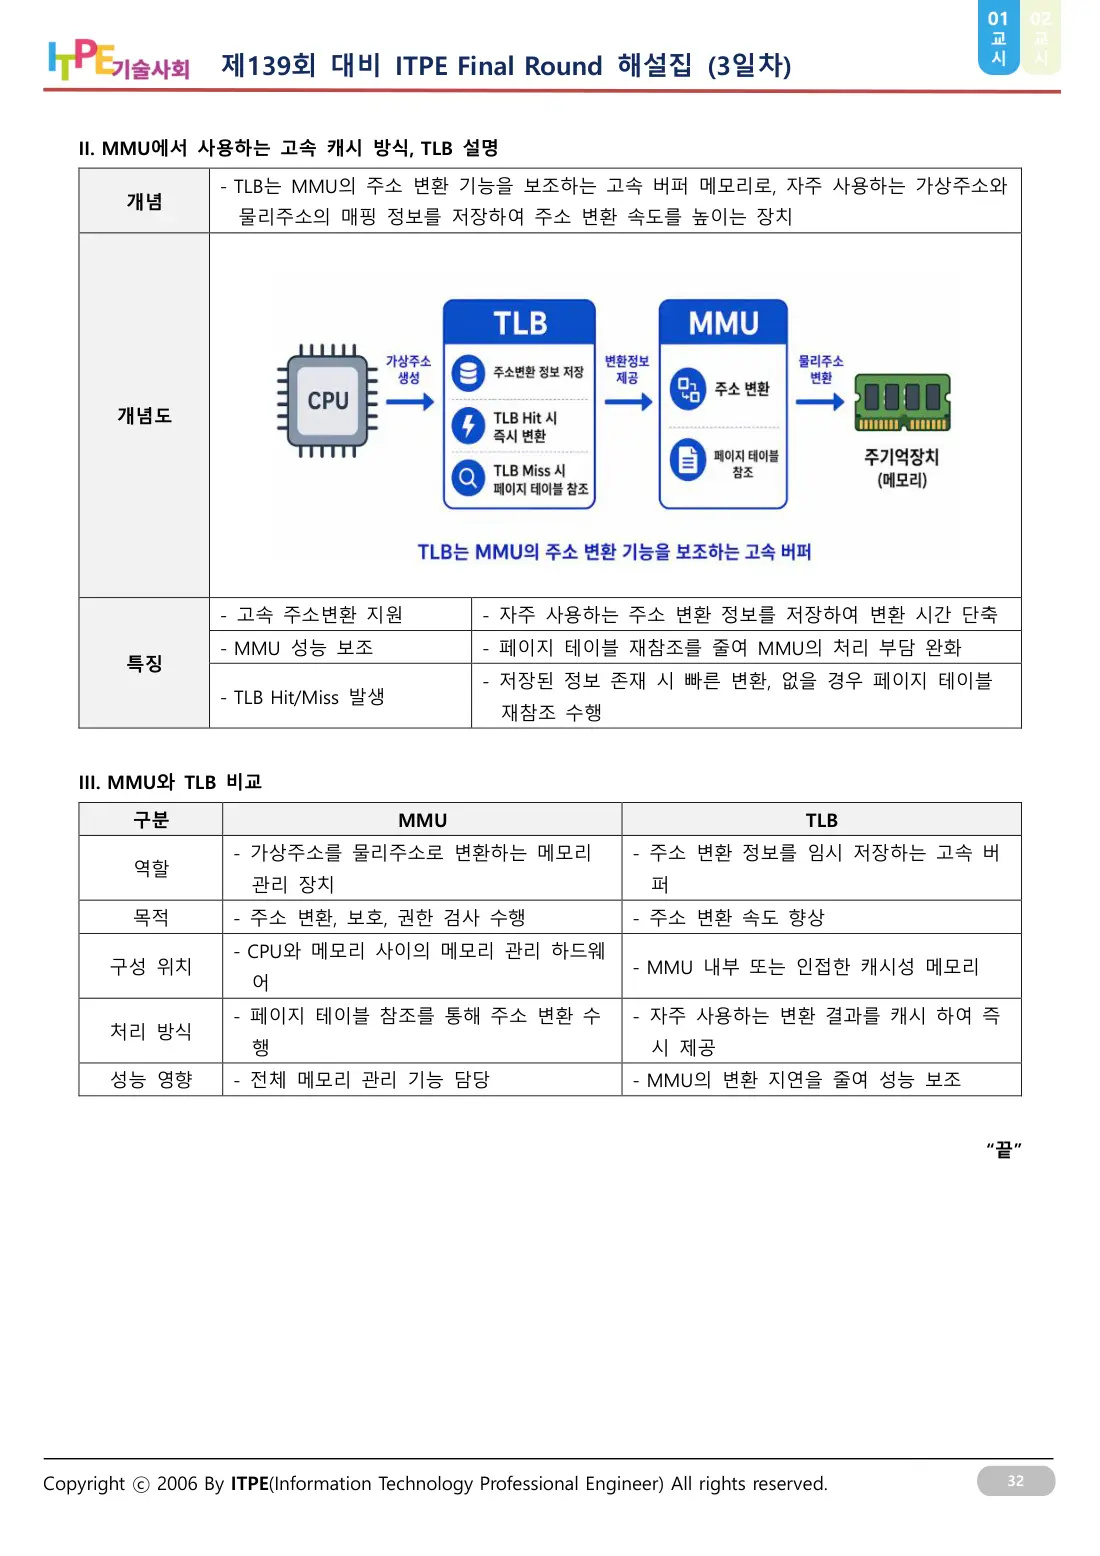 ITPE기술사회 제139회 대비 ITPE Final Round 해설집 (3일차)
01
교
시
02
교
시
II. MMU에서 사용하는 고속 캐시 방식, TLB 설명
개념
- TLB는 MMU의 주소 변환 기능을 보조하는 고속 버퍼 메모리로, 자주 사용하는 가상주소와
물리주소의 매핑 정보를 저장하여 주소 변환 속도를 높이는 장치
개념도
CPU
가상주소
생성
TLB
주소변환 정보 저장
TLB Hit 시
즉시 변환
TLB Miss 시
페이지 테이블 참조
변환정보
제공
MMU
주소 변환
페이지 테이블
참조
물리주소
변환
주기억장치
(메모리)
TLB는 MMU의 주소 변환 기능을 보조하는 고속 버퍼
특징
- 고속 주소변환 지원
- 자주 사용하는 주소 변환 정보를 저장하여 변환 시간 단축
- MMU 성능 보조
- 페이지 테이블 재참조를 줄여 MMU의 처리 부담 완화
- TLB Hit/Miss 발생
- 저장된 정보 존재 시 빠른 변환, 없을 경우 페이지 테이블
재참조 수행
III. MMU와 TLB 비교
구분
MMU
TLB
역할
- 가상주소를 물리주소로 변환하는 메모리
관리 장치
- 주소 변환 정보를 임시 저장하는 고속 버
퍼
목적
- 주소 변환, 보호, 권한 검사 수행
- 주소 변환 속도 향상
구성 위치
- CPU와 메모리 사이의 메모리 관리 하드웨
어
- MMU 내부 또는 인접한 캐시성 메모리
처리 방식
- 페이지 테이블 참조를 통해 주소 변환 수
행
- 자주 사용하는 변환 결과를 캐시 하여 즉
시 제공
성능 영향
- 전체 메모리 관리 기능 담당
- MMU의 변환 지연을 줄여 성능 보조
“끝”
Copyright ⓒ 2006 By ITPE(Information Technology Professional Engineer) All rights reserved.
32